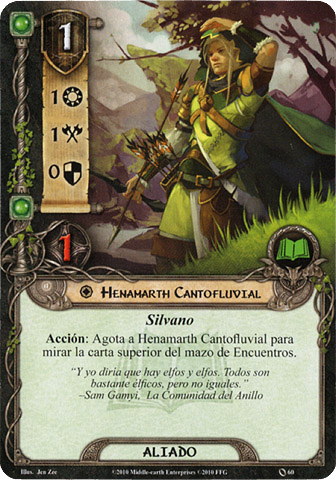 1
1
1
0
1
Henamarth Cantofluvial
Silvano
Acción: Agota a Henamarth Cantofluvial para
mirar la carta superior del mazo de Encuentros.
"Y yo diría que hay elfos y elfos. Todos son
bastante élficos, pero no iguales."
–Sam Gamyi, La Comunidad del Anillo
ALIADO
Illus. Jen Zee
©2010 Middle-earth Enterprises ©2010 FFG
60